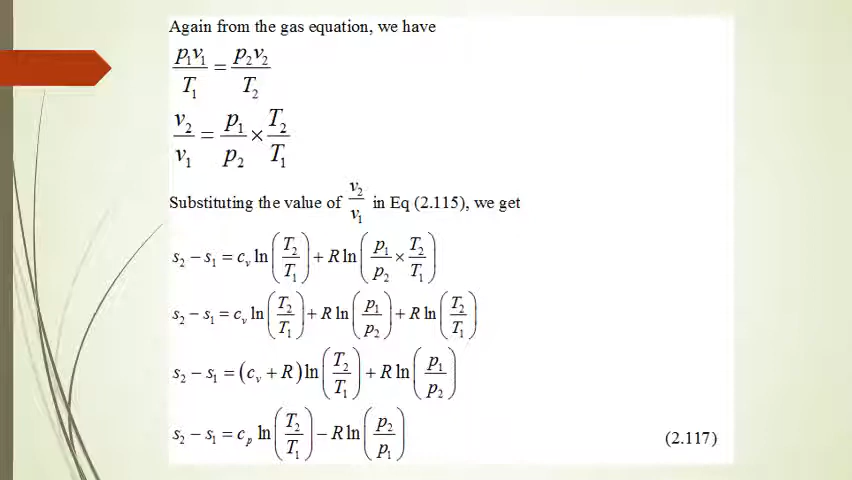 Again from the gas equation, we have
p₁v₁/T₁ = p₂v₂/T₂
v₂/v₁ = p₁/p₂ × T₂/T₁
Substituting the value of v₂/v₁ in Eq (2.115), we get
s₂ − s₁ = cᵥ ln(T₂/T₁) + R ln(p₁/p₂ × T₂/T₁)
s₂ − s₁ = cᵥ ln(T₂/T₁) + R ln(p₁/p₂) + R ln(T₂/T₁)
s₂ − s₁ = (cᵥ + R) ln(T₂/T₁) + R ln(p₁/p₂)
s₂ − s₁ = cₚ ln(T₂/T₁) − R ln(p₂/p₁) (2.117)